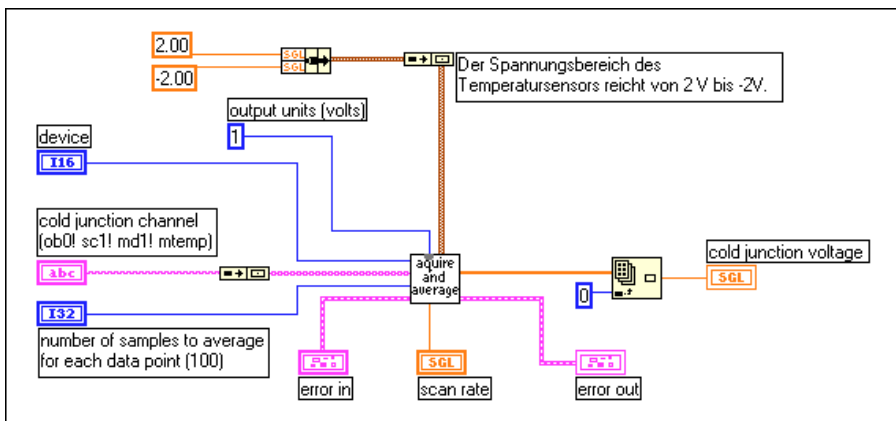 2.00
-2.00
SGL
SGL
Der Spannungsbereich des
Temperatursensors reicht von 2 V bis -2V.
output units (volts)
1
device
I16
cold junction channel
(ob0! sc1! md1! mtemp)
abc
I32
number of samples to average
for each data point (100)
aquire
and
average
0
cold junction voltage
SGL
error in
SGL
scan rate
error out